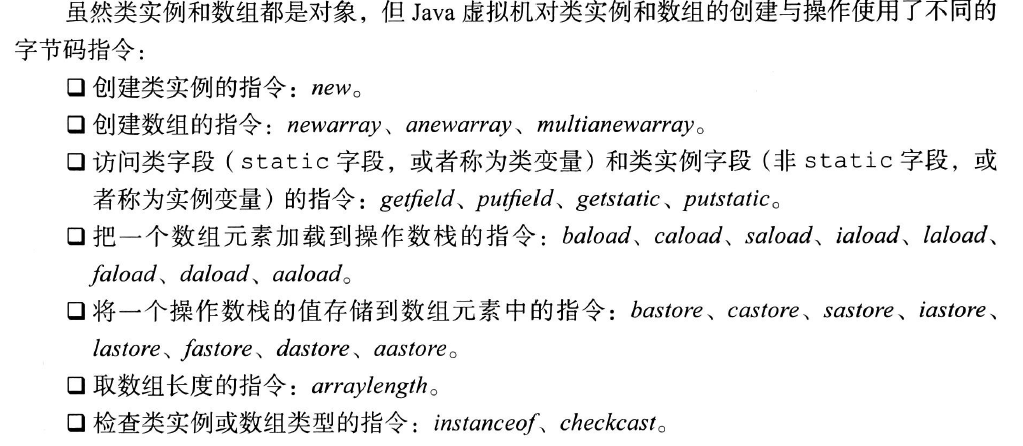 虽然类实例和数组都是对象，但 Java 虚拟机对类实例和数组的创建与操作使用了不同的
字节码指令：
❑ 创建类实例的指令：new。
❑ 创建数组的指令：newarray、anewarray、multianewarray。
❑ 访问类字段（static 字段，或者称为类变量）和类实例字段（非 static 字段，或
者称为实例变量）的指令：getfield、putfield、getstatic、putstatic。
❑ 把一个数组元素加载到操作数栈的指令：baload、caload、saload、iaload、laload、
faload、daload、aaload。
❑ 将一个操作数栈的值存储到数组元素中的指令：bastore、castore、sastore、iastore、
lastore、fastore、dastore、aastore。
❑ 取数组长度的指令：arraylength。
❑ 检查类实例或数组类型的指令：instanceof、checkcast。